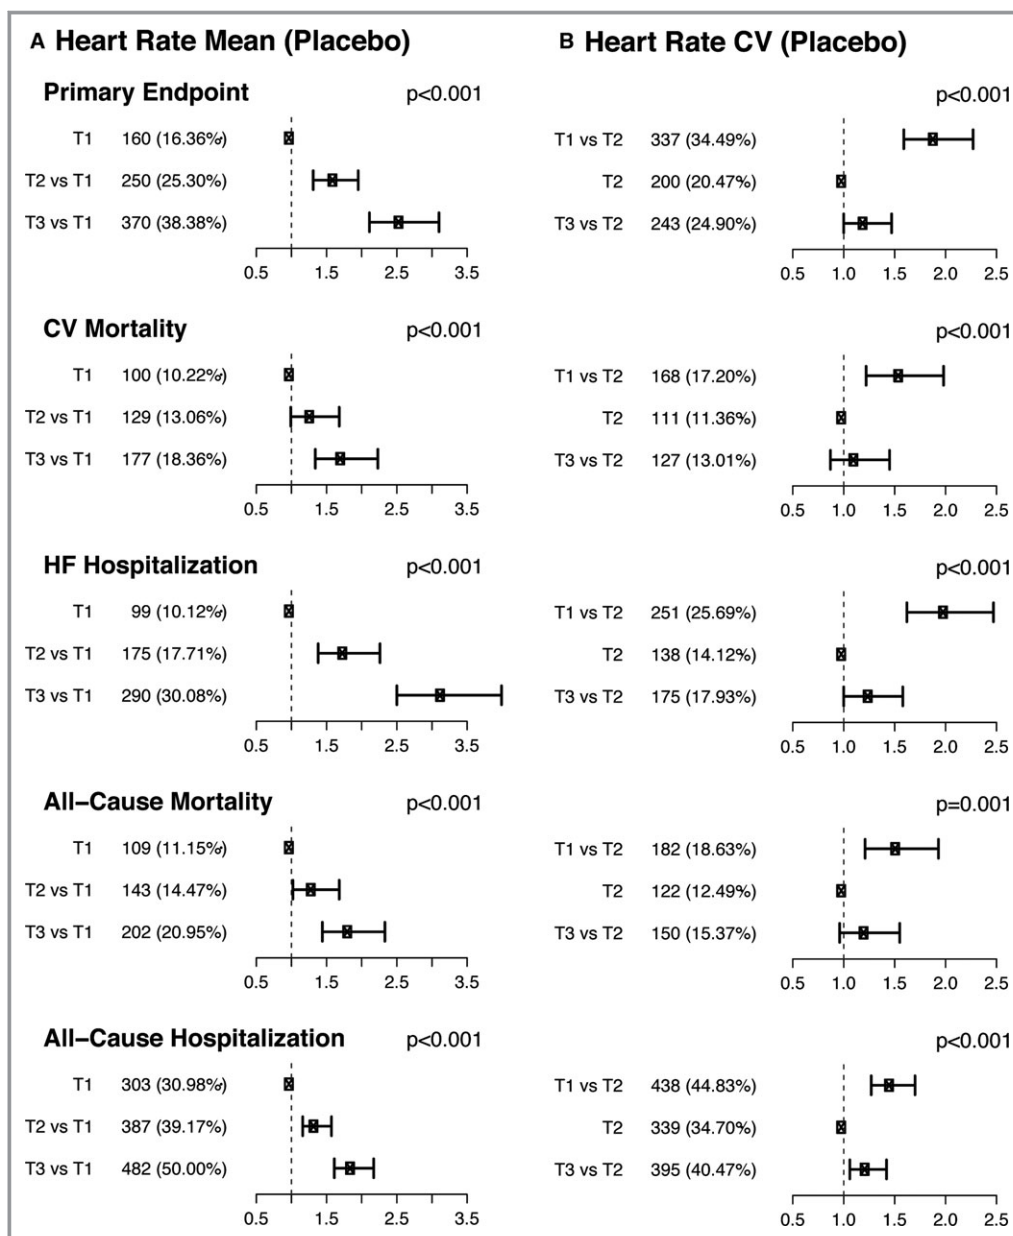 A Heart Rate Mean (Placebo)
Primary Endpoint p<0.001
T1 160 (16.36%)
T2 vs T1 250 (25.30%)
T3 vs T1 370 (38.38%)
0.5 1.5 2.5 3.5
CV Mortality p<0.001
T1 100 (10.22%)
T2 vs T1 129 (13.06%)
T3 vs T1 177 (18.36%)
0.5 1.5 2.5 3.5
HF Hospitalization p<0.001
T1 99 (10.12%)
T2 vs T1 175 (17.71%)
T3 vs T1 290 (30.08%)
0.5 1.5 2.5 3.5
All–Cause Mortality p<0.001
T1 109 (11.15%)
T2 vs T1 143 (14.47%)
T3 vs T1 202 (20.95%)
0.5 1.5 2.5 3.5
All–Cause Hospitalization p<0.001
T1 303 (30.98%)
T2 vs T1 387 (39.17%)
T3 vs T1 482 (50.00%)
0.5 1.5 2.5 3.5
B Heart Rate CV (Placebo)
p<0.001
T1 vs T2 337 (34.49%)
T2 200 (20.47%)
T3 vs T2 243 (24.90%)
0.5 1.0 1.5 2.0 2.5
p<0.001
T1 vs T2 168 (17.20%)
T2 111 (11.36%)
T3 vs T2 127 (13.01%)
0.5 1.0 1.5 2.0 2.5
p<0.001
T1 vs T2 251 (25.69%)
T2 138 (14.12%)
T3 vs T2 175 (17.93%)
0.5 1.0 1.5 2.0 2.5
p=0.001
T1 vs T2 182 (18.63%)
T2 122 (12.49%)
T3 vs T2 150 (15.37%)
0.5 1.0 1.5 2.0 2.5
p<0.001
T1 vs T2 438 (44.83%)
T2 339 (34.70%)
T3 vs T2 395 (40.47%)
0.5 1.0 1.5 2.0 2.5